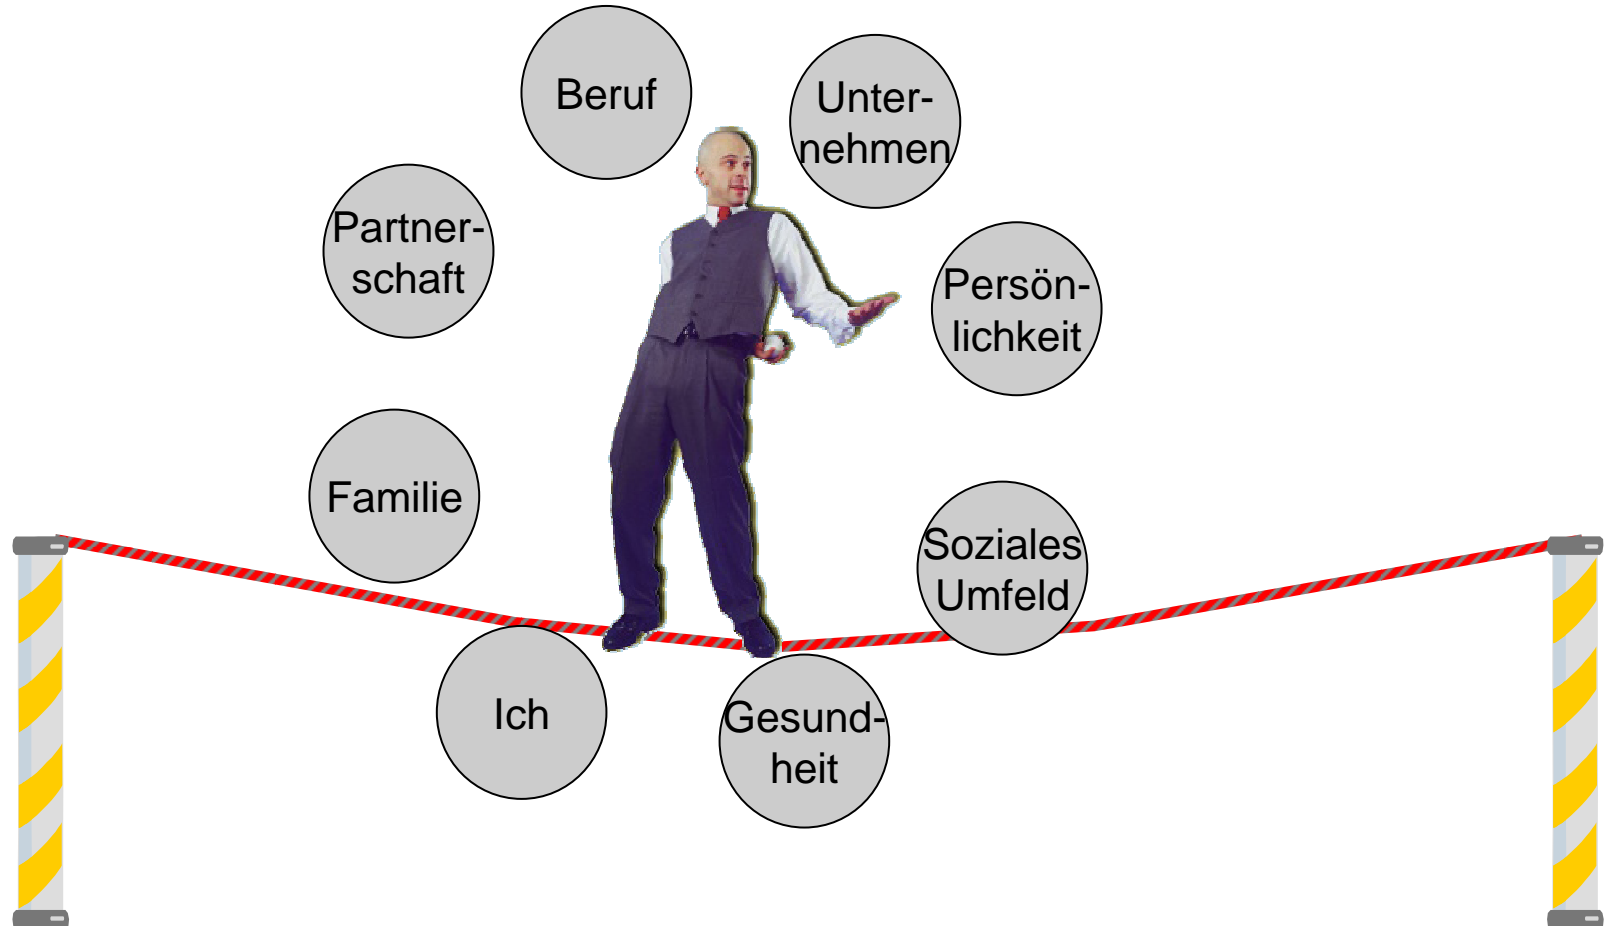 Beruf
Unter-
nehmen
Partner-
schaft
Persön-
lichkeit
Familie
Soziales
Umfeld
Ich
Gesund-
heit